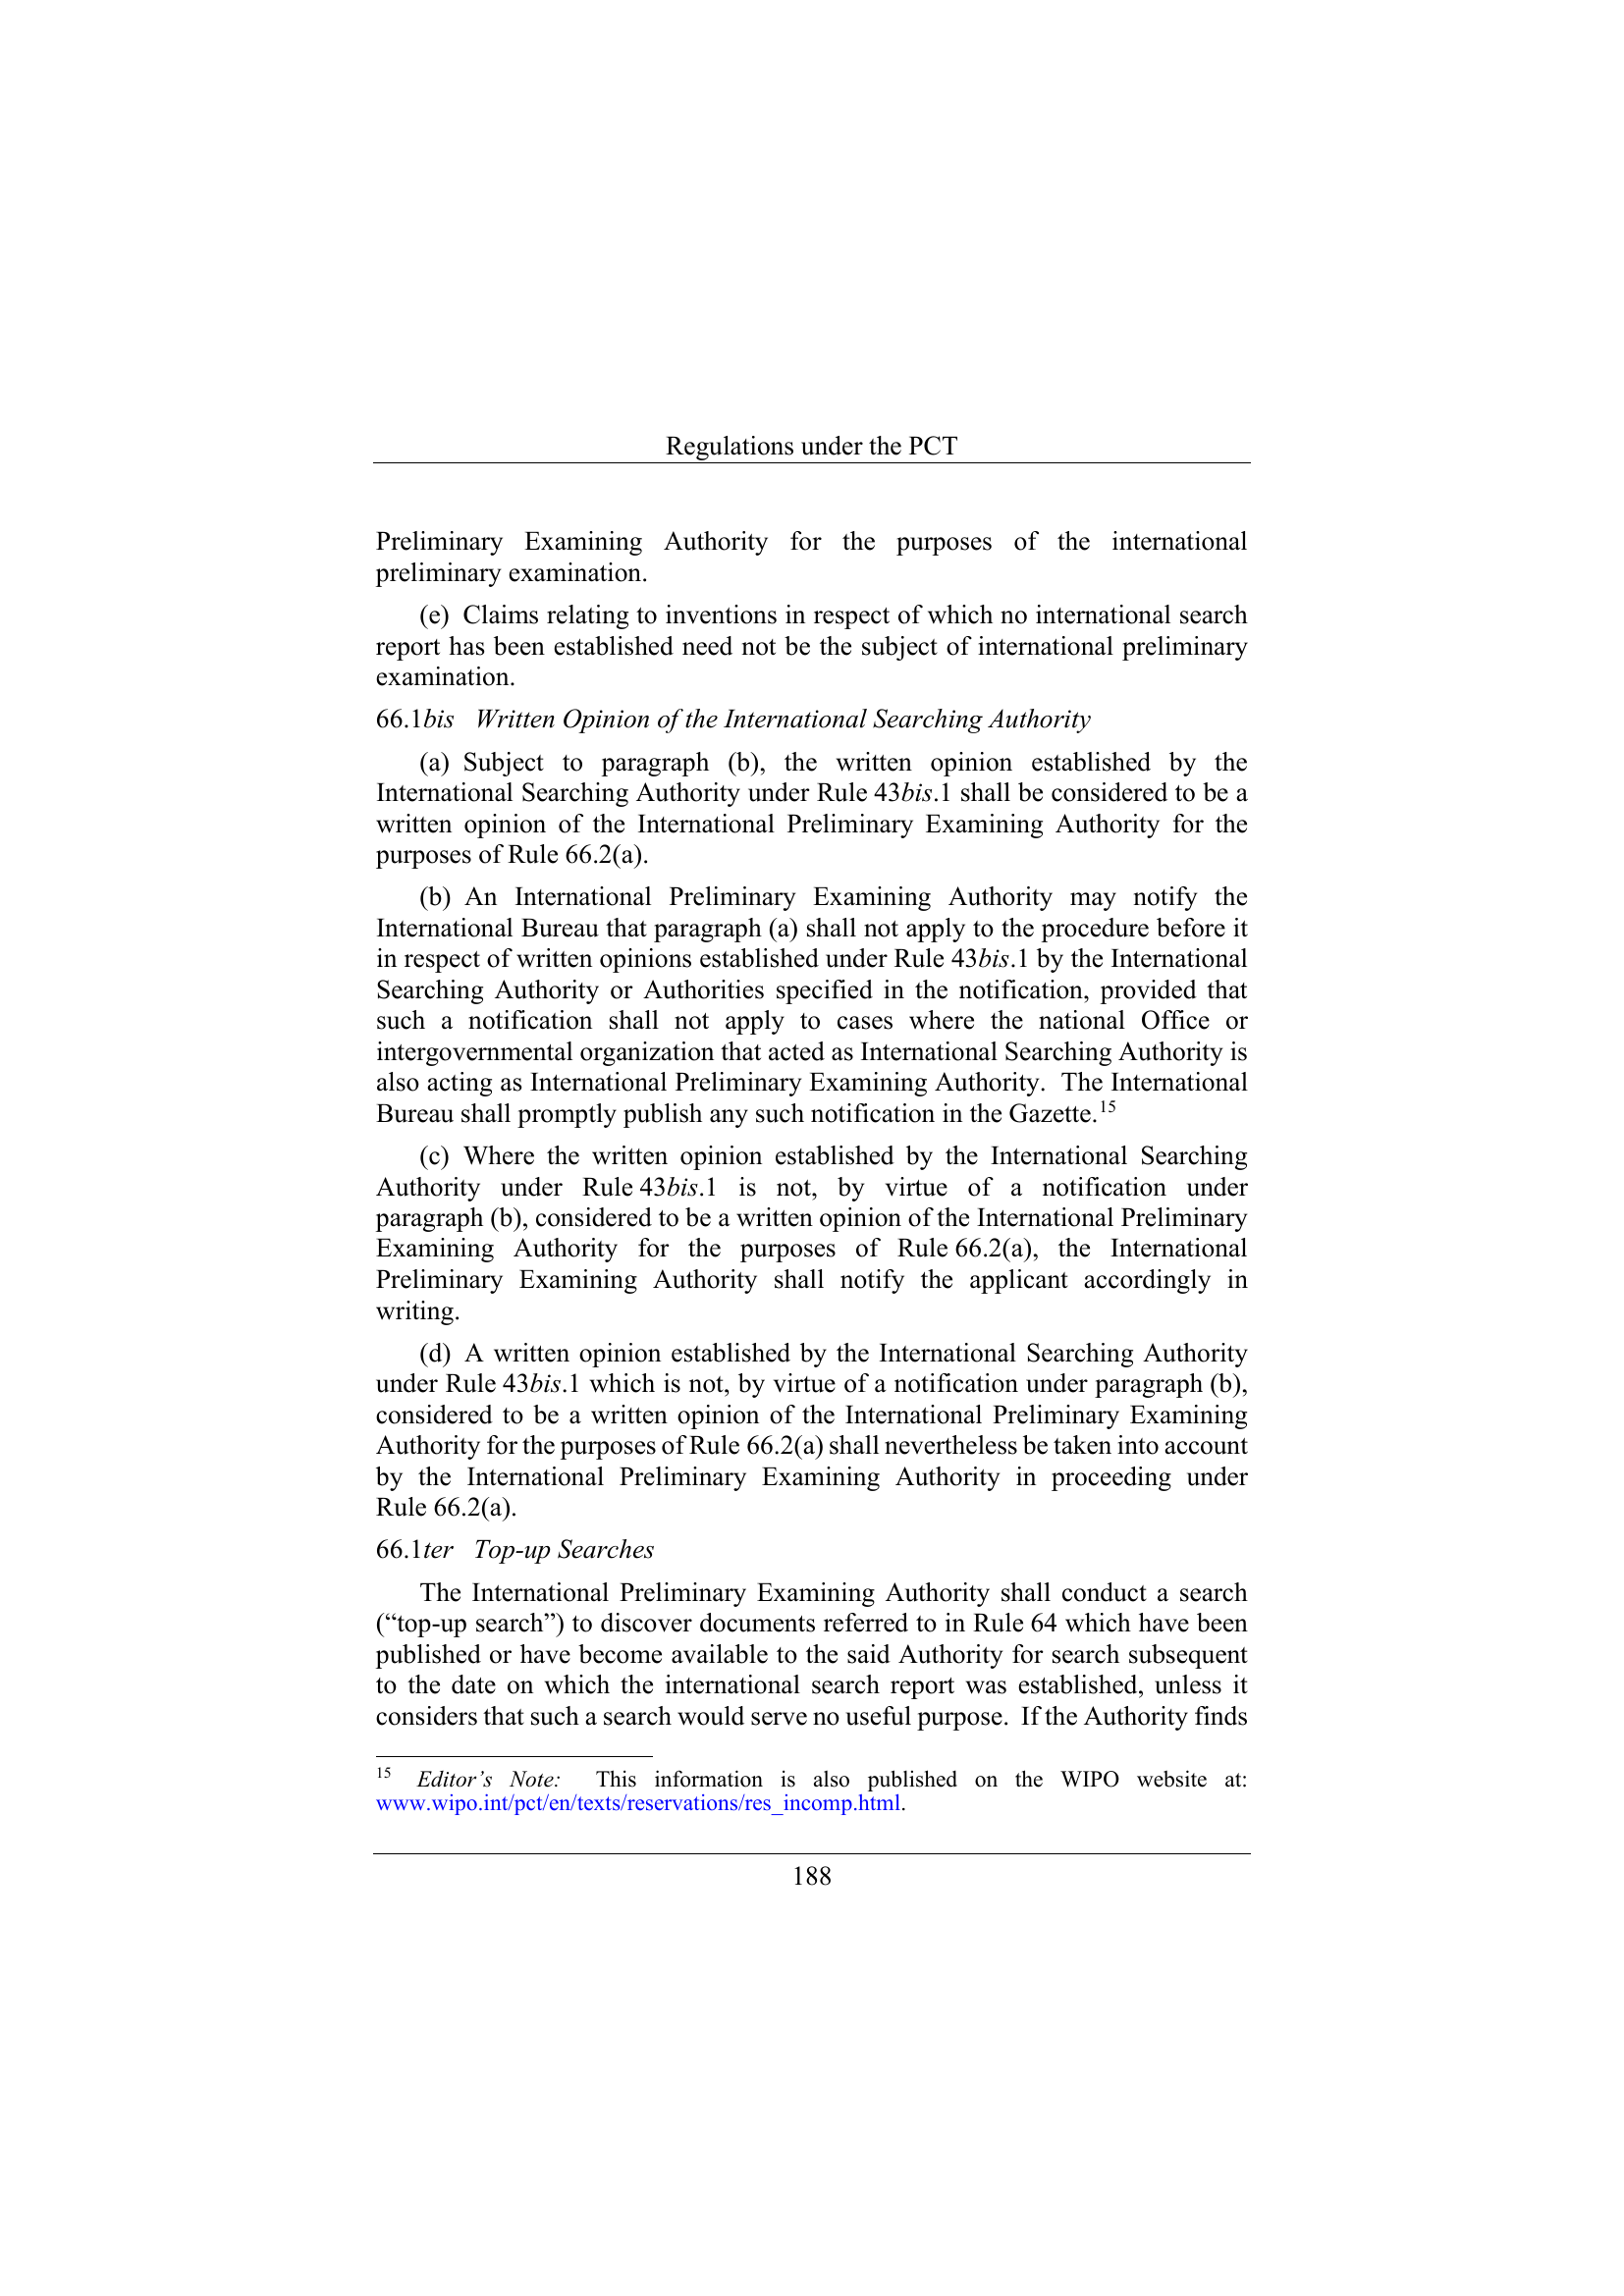 Regulations under the PCT
Preliminary Examining Authority for the purposes of the international
preliminary examination.
(e) Claims relating to inventions in respect of which no international search
report has been established need not be the subject of international preliminary
examination.
66.1bis Written Opinion of the International Searching Authority
(a) Subject to paragraph (b), the written opinion established by the
International Searching Authority under Rule 43bis.1 shall be considered to be a
written opinion of the International Preliminary Examining Authority for the
purposes of Rule 66.2(a).
(b) An International Preliminary Examining Authority may notify the
International Bureau that paragraph (a) shall not apply to the procedure before it
in respect of written opinions established under Rule 43bis.1 by the International
Searching Authority or Authorities specified in the notification, provided that
such a notification shall not apply to cases where the national Office or
intergovernmental organization that acted as International Searching Authority is
also acting as International Preliminary Examining Authority. The International
Bureau shall promptly publish any such notification in the Gazette.15
(c) Where the written opinion established by the International Searching
Authority under Rule 43bis.1 is not, by virtue of a notification under
paragraph (b), considered to be a written opinion of the International Preliminary
Examining Authority for the purposes of Rule 66.2(a), the International
Preliminary Examining Authority shall notify the applicant accordingly in
writing.
(d) A written opinion established by the International Searching Authority
under Rule 43bis.1 which is not, by virtue of a notification under paragraph (b),
considered to be a written opinion of the International Preliminary Examining
Authority for the purposes of Rule 66.2(a) shall nevertheless be taken into account
by the International Preliminary Examining Authority in proceeding under
Rule 66.2(a).
66.1ter Top-up Searches
The International Preliminary Examining Authority shall conduct a search
(“top-up search”) to discover documents referred to in Rule 64 which have been
published or have become available to the said Authority for search subsequent
to the date on which the international search report was established, unless it
considers that such a search would serve no useful purpose. If the Authority finds
15 Editor’s Note: This information is also published on the WIPO website at:
www.wipo.int/pct/en/texts/reservations/res_incomp.html.
188